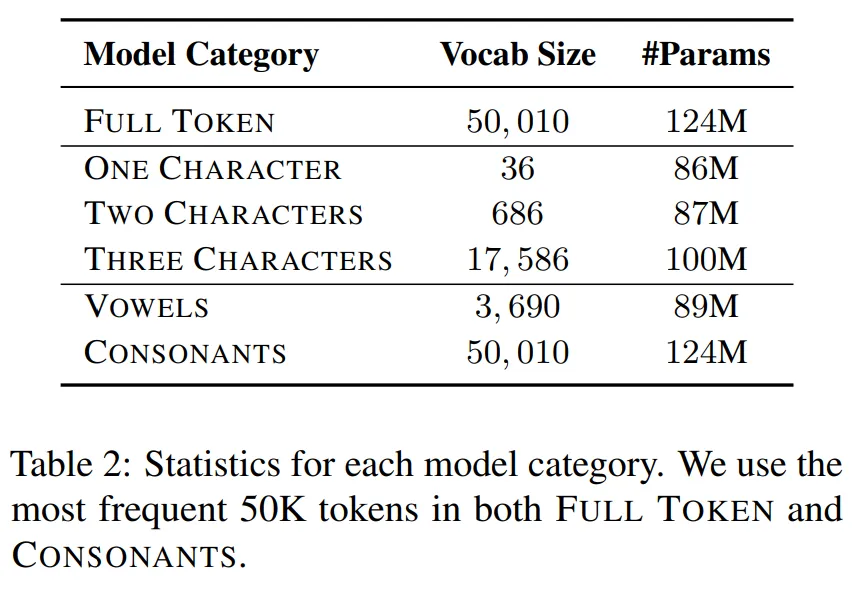 Model Category Vocab Size #Params
FULL TOKEN 50,010 124M
ONE CHARACTER 36 86M
TWO CHARACTERS 686 87M
THREE CHARACTERS 17,586 100M
VOWELS 3,690 89M
CONSONANTS 50,010 124M
Table 2: Statistics for each model category. We use the
most frequent 50K tokens in both FULL TOKEN and
CONSONANTS.